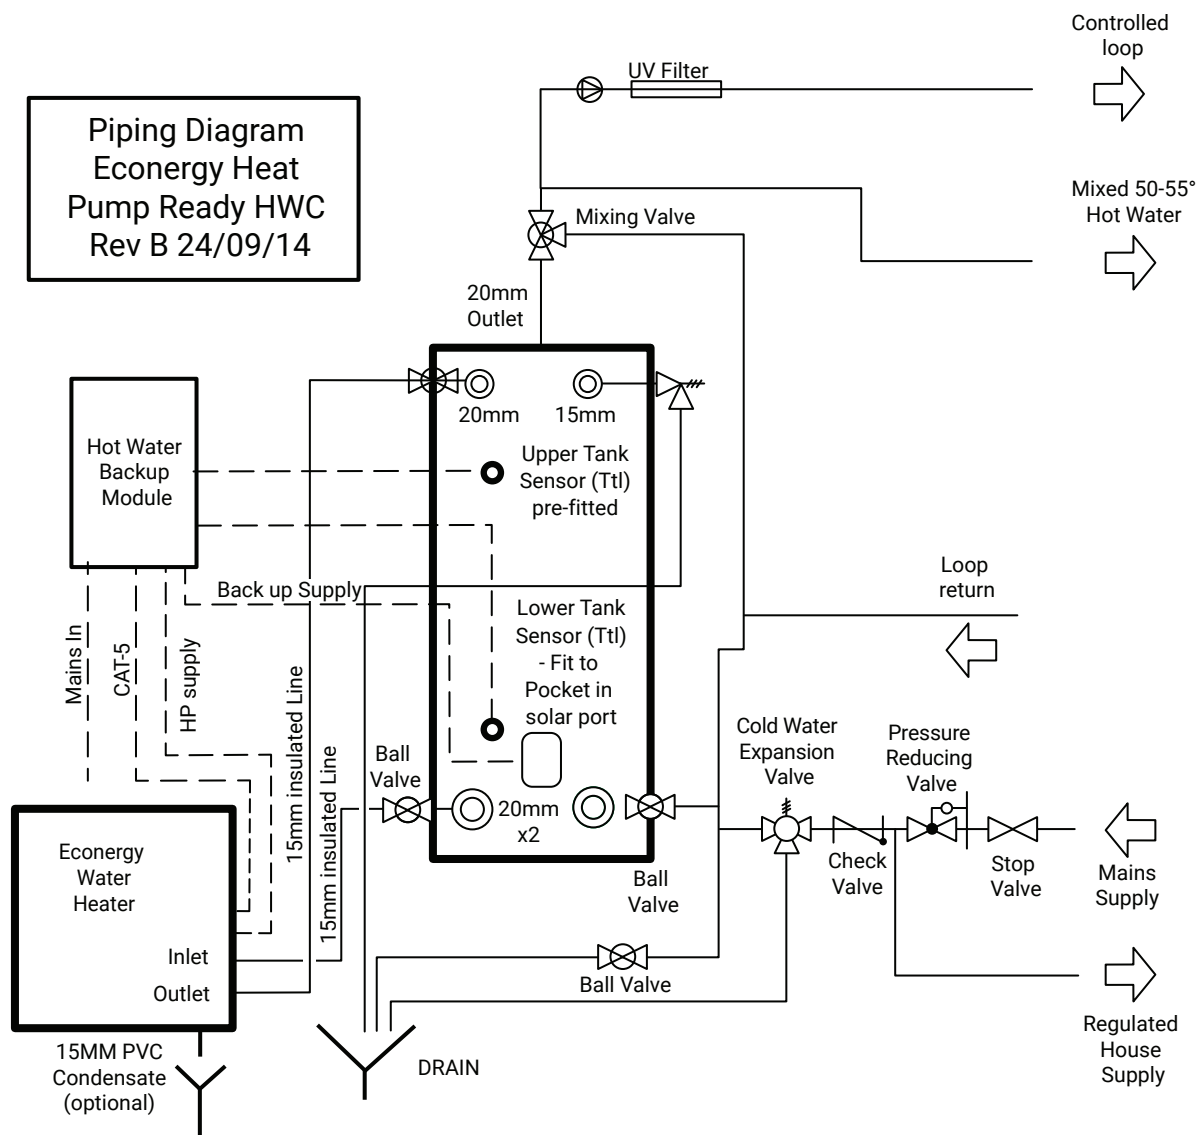 Controlled
loop
UV Filter
Piping Diagram
Econergy Heat
Pump Ready HWC
Rev B 24/09/14
Mixed 50-55°
Hot Water
Mixing Valve
20mm
Outlet
20mm
15mm
Hot Water
Backup
Module
Upper Tank
Sensor (Ttl)
pre-fitted
Back up Supply
Loop
return
Lower Tank
Sensor (Ttl)
- Fit to
Pocket in
solar port
Mains In
CAT-5
HP supply
15mm insulated Line
15mm insulated Line
Ball
Valve
20mm
x2
Cold Water
Expansion
Valve
Pressure
Reducing
Valve
Econergy
Water
Heater
Inlet
Outlet
Ball
Valve
Check
Valve
Stop
Valve
Mains
Supply
Ball Valve
Regulated
House
Supply
15MM PVC
Condensate
(optional)
DRAIN